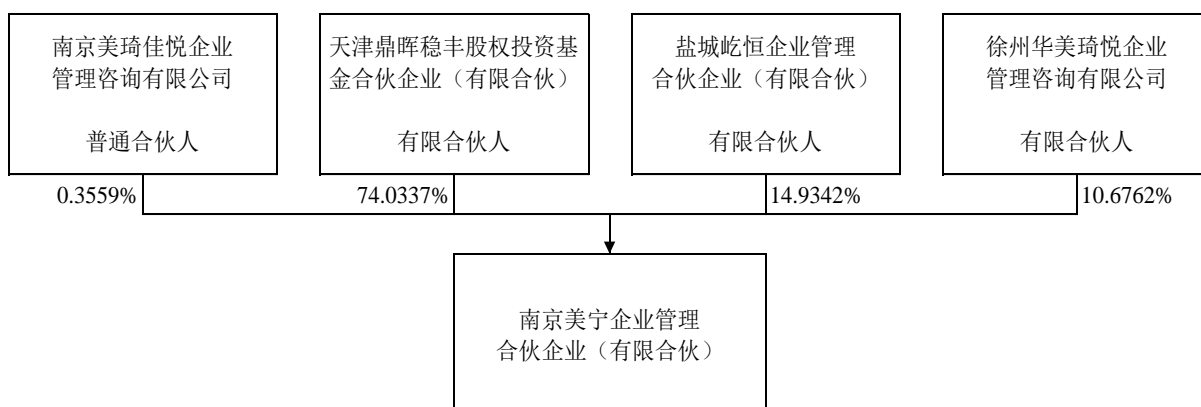 南京美琦佳悦企业
管理咨询有限公司
普通合伙人
天津鼎晖稳丰股权投资基
金合伙企业（有限合伙）
有限合伙人
盐城屹恒企业管理
合伙企业（有限合伙）
有限合伙人
徐州华美琦悦企业
管理咨询有限公司
有限合伙人
0.3559%
74.0337%
14.9342%
10.6762%
南京美宁企业管理
合伙企业（有限合伙）